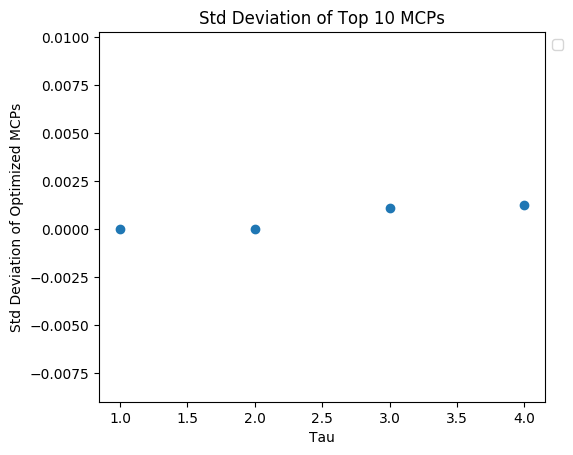 Std Deviation of Top 10 MCPs
Std Deviation of Optimized MCPs
0.0100
0.0075
0.0050
0.0025
0.0000
−0.0025
−0.0050
−0.0075
1.0 1.5 2.0 2.5 3.0 3.5 4.0
Tau